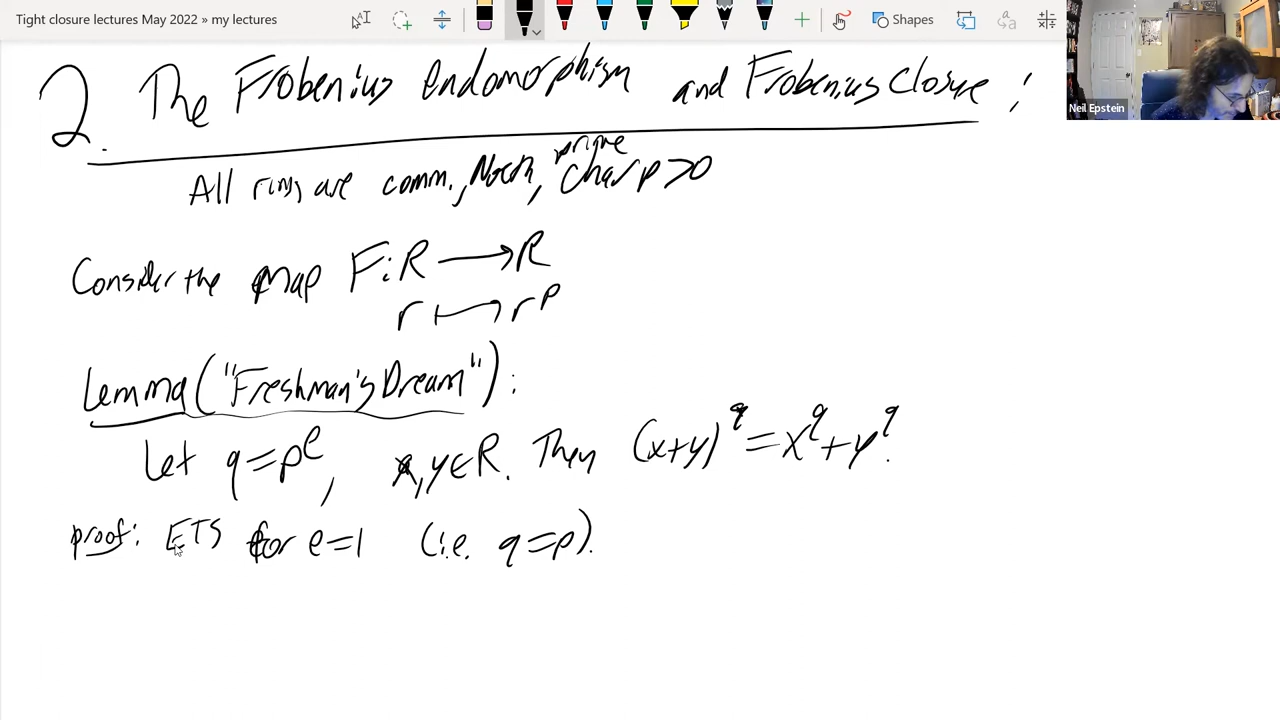 Tight closure lectures May 2022 » my lectures
Shapes
Neil Epstein
2. The Frobenius endomorphism and Frobenius Closure:
prime
All rings are comm., Noeth, char p>0
Consider the map F: R → R
r ↦ r^p
Lemma ("Freshman's Dream"):
Let q=p^e, x,y∈R. Then (x+y)^q = x^q + y^q.
proof: ETS for e=1 (i.e. q=p).